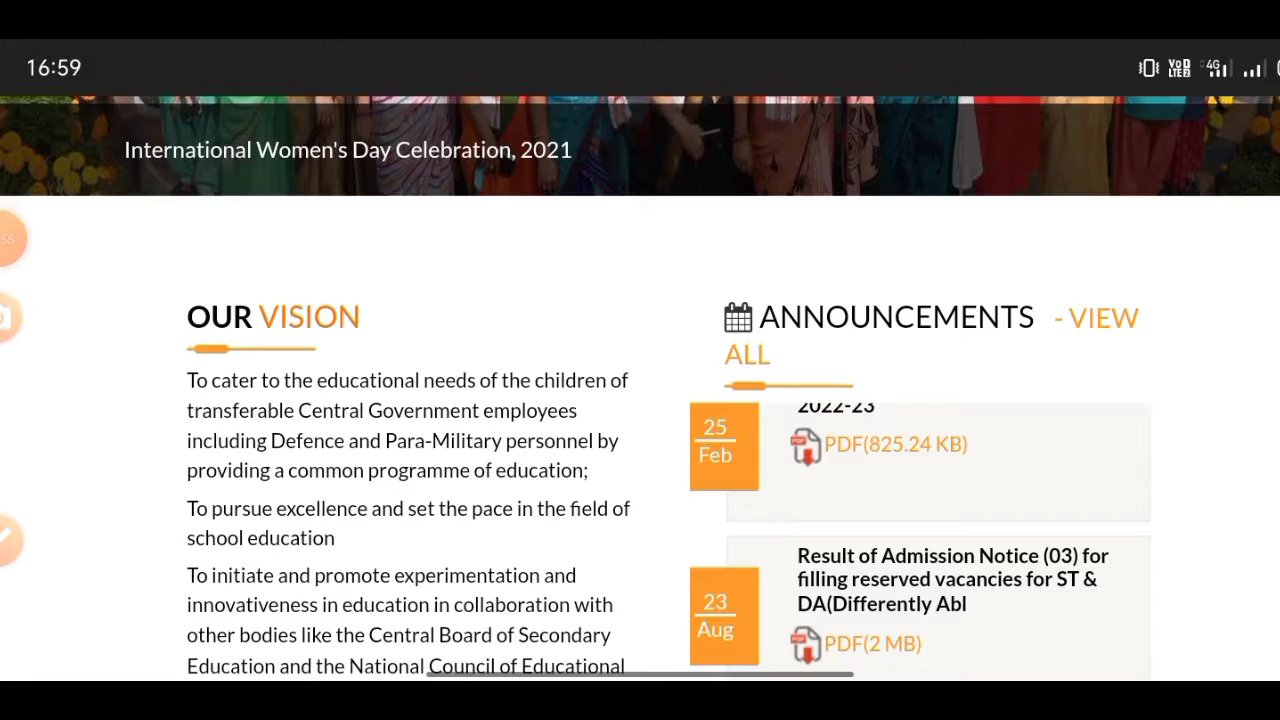 16:59
VoD
LTE2
4G
International Women's Day Celebration, 2021
OUR VISION
To cater to the educational needs of the children of
transferable Central Government employees
including Defence and Para-Military personnel by
providing a common programme of education;
To pursue excellence and set the pace in the field of
school education
To initiate and promote experimentation and
innovativeness in education in collaboration with
other bodies like the Central Board of Secondary
Education and the National Council of Educational
ANNOUNCEMENTS - VIEW
ALL
25
Feb
2022-23
PDF(825.24 KB)
23
Aug
Result of Admission Notice (03) for
filling reserved vacancies for ST &
DA(Differently Abl
PDF(2 MB)